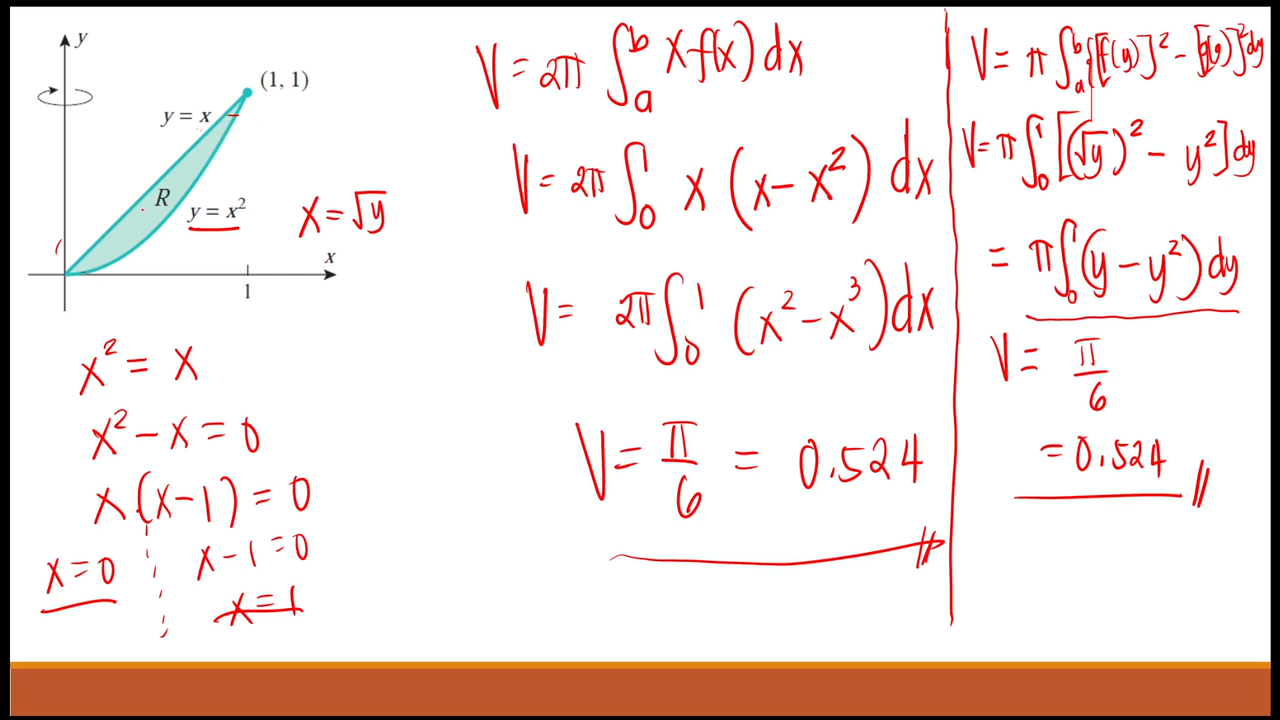 y
(1, 1)
y = x
R
y = x²
x = √y
x
1
x² = x
x² − x = 0
x(x − 1) = 0
x = 0
x − 1 = 0
x = 1
V = 2π ∫ₐᵇ x·f(x) dx
V = 2π ∫₀¹ x (x − x²) dx
V = 2π ∫₀¹ (x² − x³) dx
V = π/6 = 0.524
V = π ∫ₐᵇ {[f(y)]² − [g(y)]² dy
V = π ∫₀¹ [(√y)² − y²] dy
= π ∫₀¹ (y − y²) dy
V = π/6
= 0.524